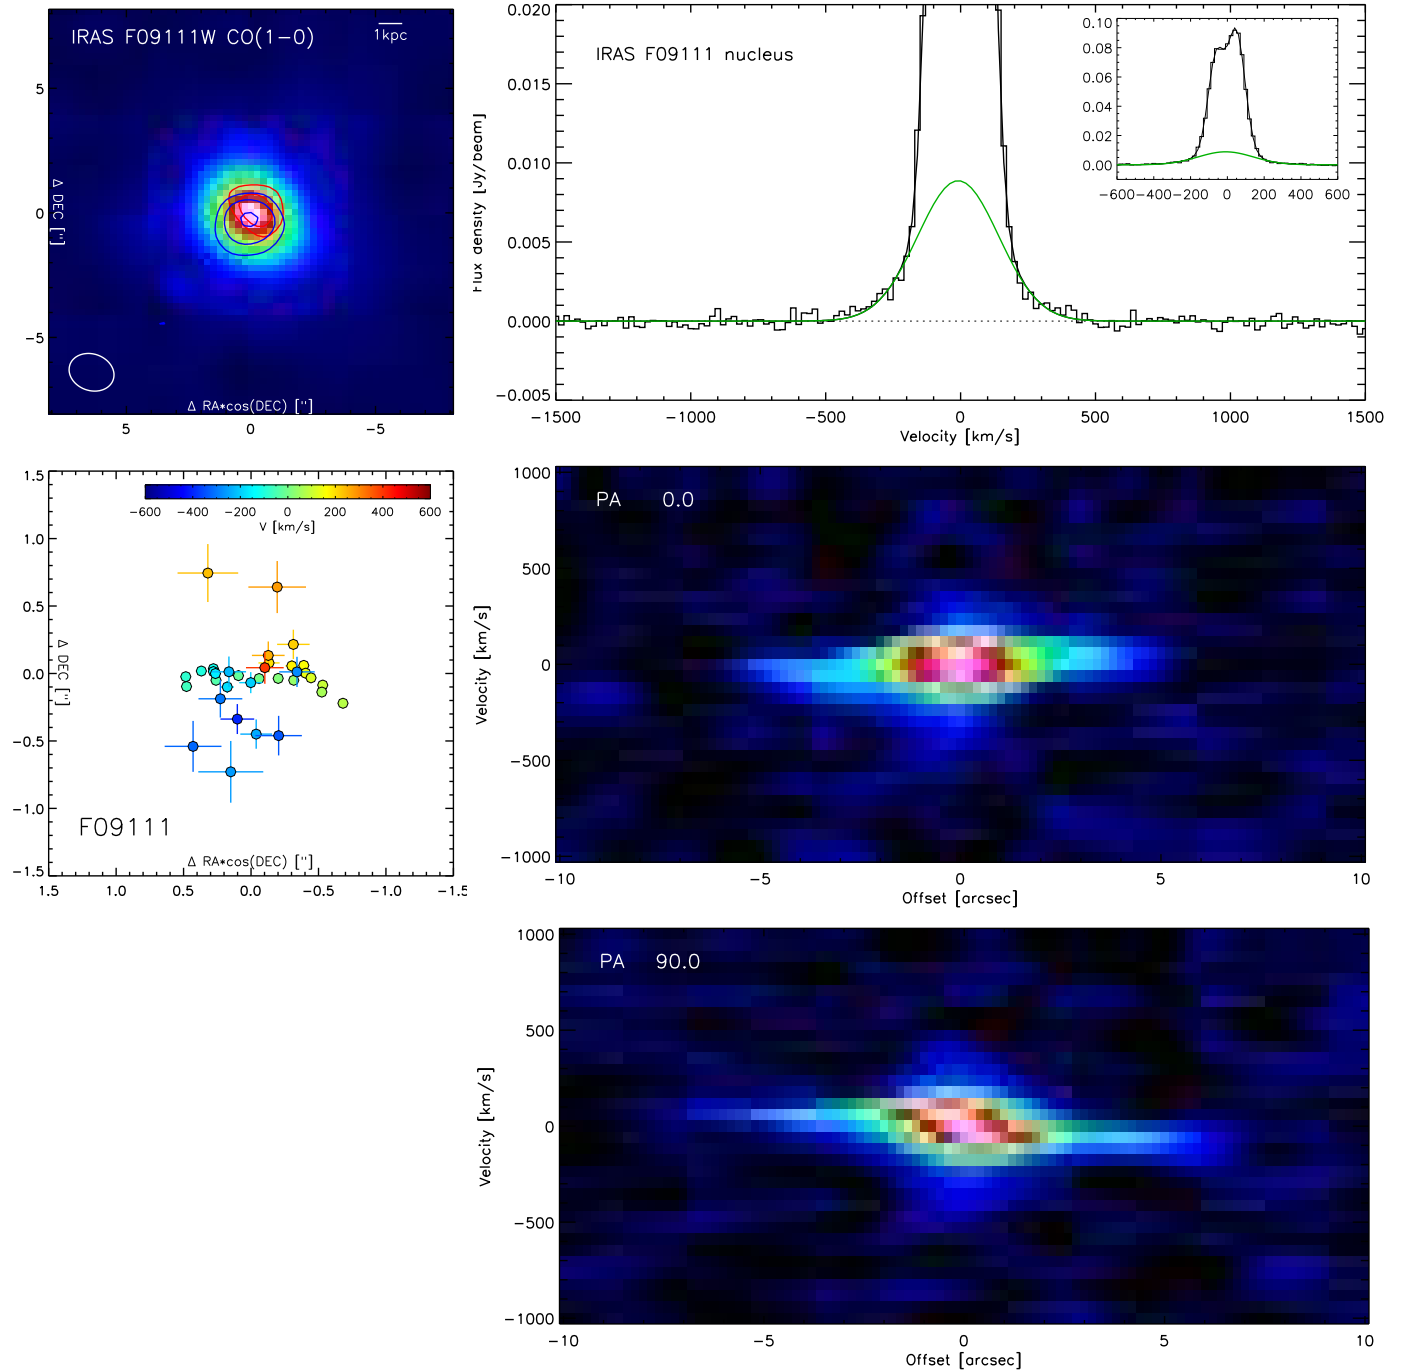 IRAS F09111W CO(1−0)
1kpc
5
0
−5
Δ DEC ["]
Δ RA*cos(DEC) ["]
5 0 −5
IRAS F09111 nucleus
0.020
0.015
0.010
0.005
0.000
−0.005
Flux density [Jy/beam]
−1500 −1000 −500 0 500 1000 1500
Velocity [km/s]
0.10
0.08
0.06
0.04
0.02
0.00
−600 −400 −200 0 200 400 600
1.5
1.0
0.5
0.0
−0.5
−1.0
−1.5
−600 −400 −200 0 200 400 600
V [km/s]
Δ DEC ["]
F09111
Δ RA*cos(DEC) ["]
1.5 1.0 0.5 0.0 −0.5 −1.0 −1.5
PA 0.0
1000
500
0
−500
−1000
Velocity [km/s]
−10 −5 0 5 10
Offset [arcsec]
PA 90.0
1000
500
0
−500
−1000
Velocity [km/s]
−10 −5 0 5 10
Offset [arcsec]